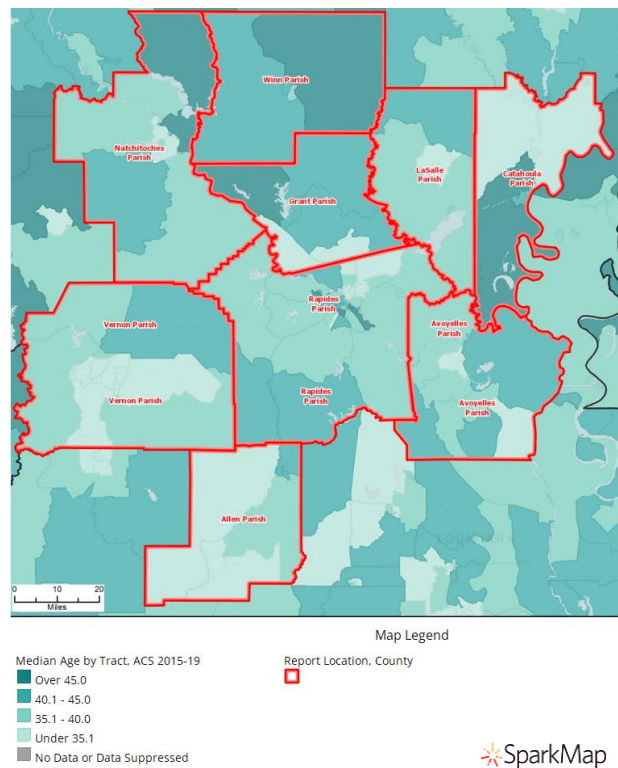 Winn Parish
Natchitoches
Parish
LaSalle
Parish
Catahoula
Parish
Grant Parish
Rapides
Parish
Vernon Parish
Avoyelles
Parish
Vernon Parish
Rapides
Parish
Avoyelles
Parish
Allen Parish
LOUISIANA
0 10 20
Miles
Map Legend
Median Age by Tract, ACS 2015-19
Report Location, County
Over 45.0
40.1 - 45.0
35.1 - 40.0
Under 35.1
No Data or Data Suppressed
SparkMap